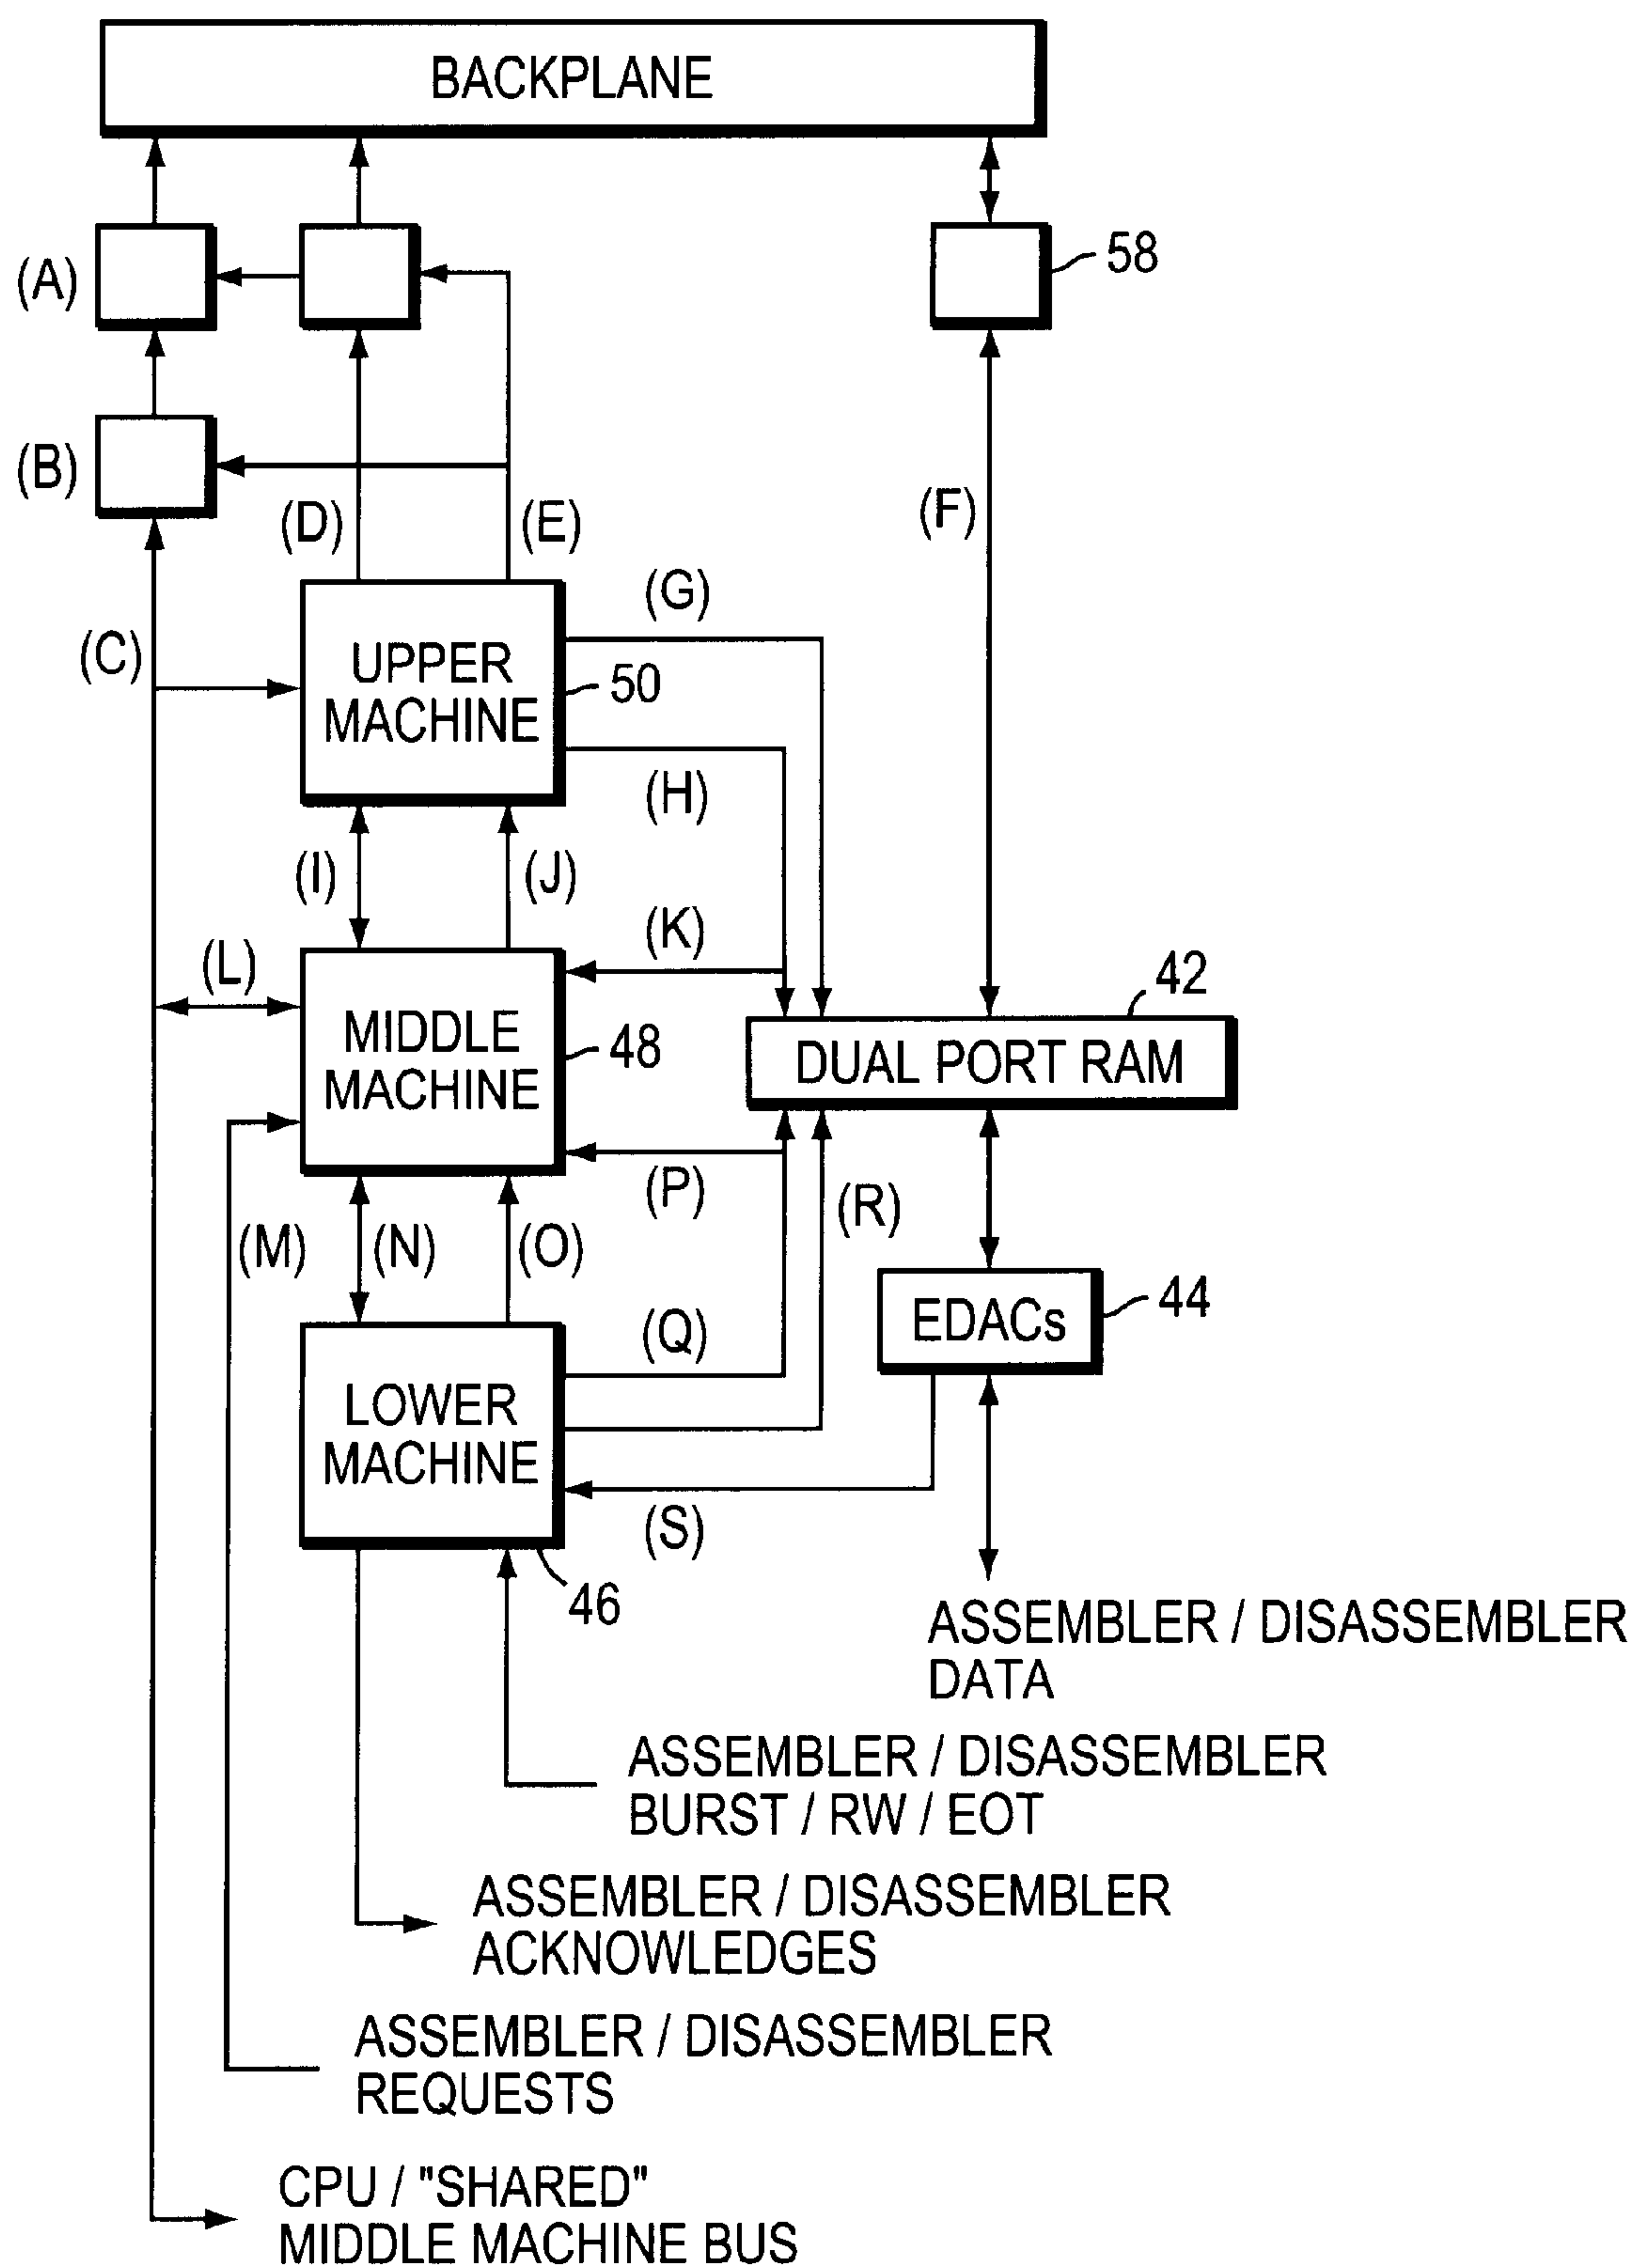 BACKPLANE
(A)
58
(B)
(D)
(E)
(F)
(G)
(C)
UPPER
MACHINE
50
(H)
(I)
(J)
(K)
(L)
42
MIDDLE
MACHINE
48
DUAL PORT RAM
(P)
(R)
(M)
(N)
(O)
44
EDACs
(Q)
LOWER
MACHINE
(S)
46
ASSEMBLER / DISASSEMBLER
DATA
ASSEMBLER / DISASSEMBLER
BURST / RW / EOT
ASSEMBLER / DISASSEMBLER
ACKNOWLEDGES
ASSEMBLER / DISASSEMBLER
REQUESTS
CPU / "SHARED"
MIDDLE MACHINE BUS